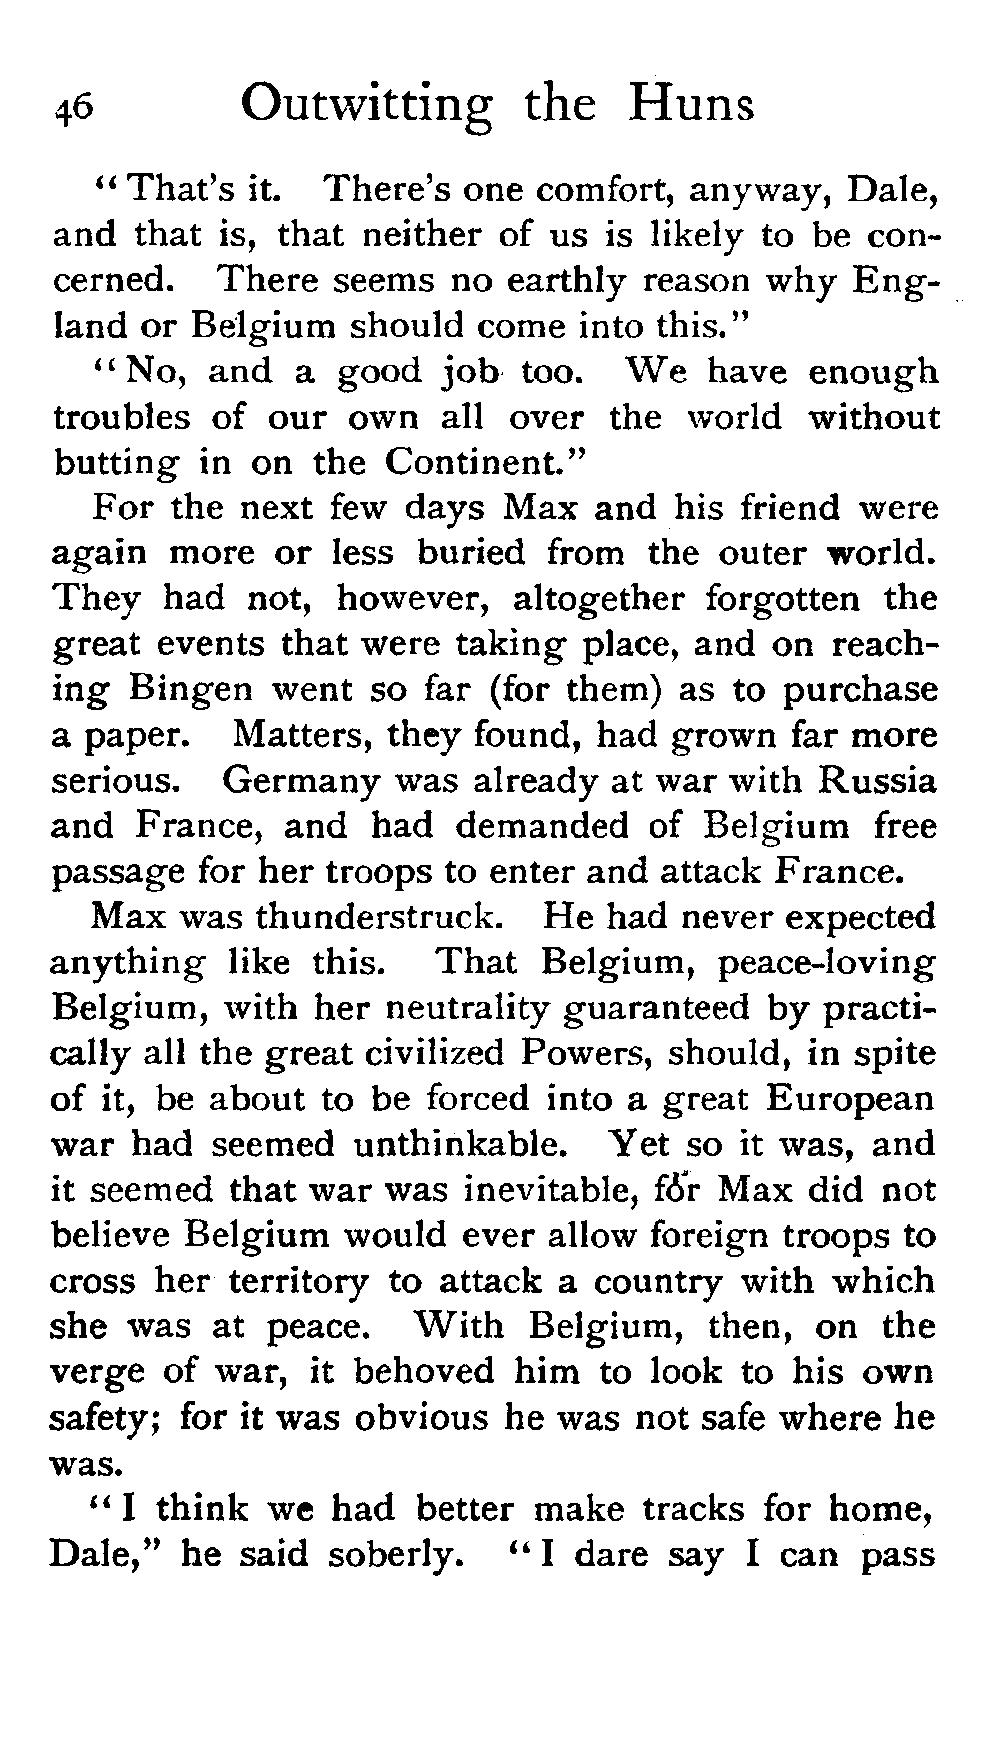 46 Outwitting the Huns
"That's it. There's one comfort, anyway, Dale,
and that is, that neither of us is likely to be con-
cerned. There seems no earthly reason why Eng-
land or Belgium should come into this."
"No, and a good job too. We have enough
troubles of our own all over the world without
butting in on the Continent."
For the next few days Max and his friend were
again more or less buried from the outer world.
They had not, however, altogether forgotten the
great events that were taking place, and on reach-
ing Bingen went so far (for them) as to purchase
a paper. Matters, they found, had grown far more
serious. Germany was already at war with Russia
and France, and had demanded of Belgium free
passage for her troops to enter and attack France.
Max was thunderstruck. He had never expected
anything like this. That Belgium, peace-loving
Belgium, with her neutrality guaranteed by practi-
cally all the great civilized Powers, should, in spite
of it, be about to be forced into a great European
war had seemed unthinkable. Yet so it was, and
it seemed that war was inevitable, for Max did not
believe Belgium would ever allow foreign troops to
cross her territory to attack a country with which
she was at peace. With Belgium, then, on the
verge of war, it behoved him to look to his own
safety; for it was obvious he was not safe where he
was.
"I think we had better make tracks for home,
Dale," he said soberly. "I dare say I can pass